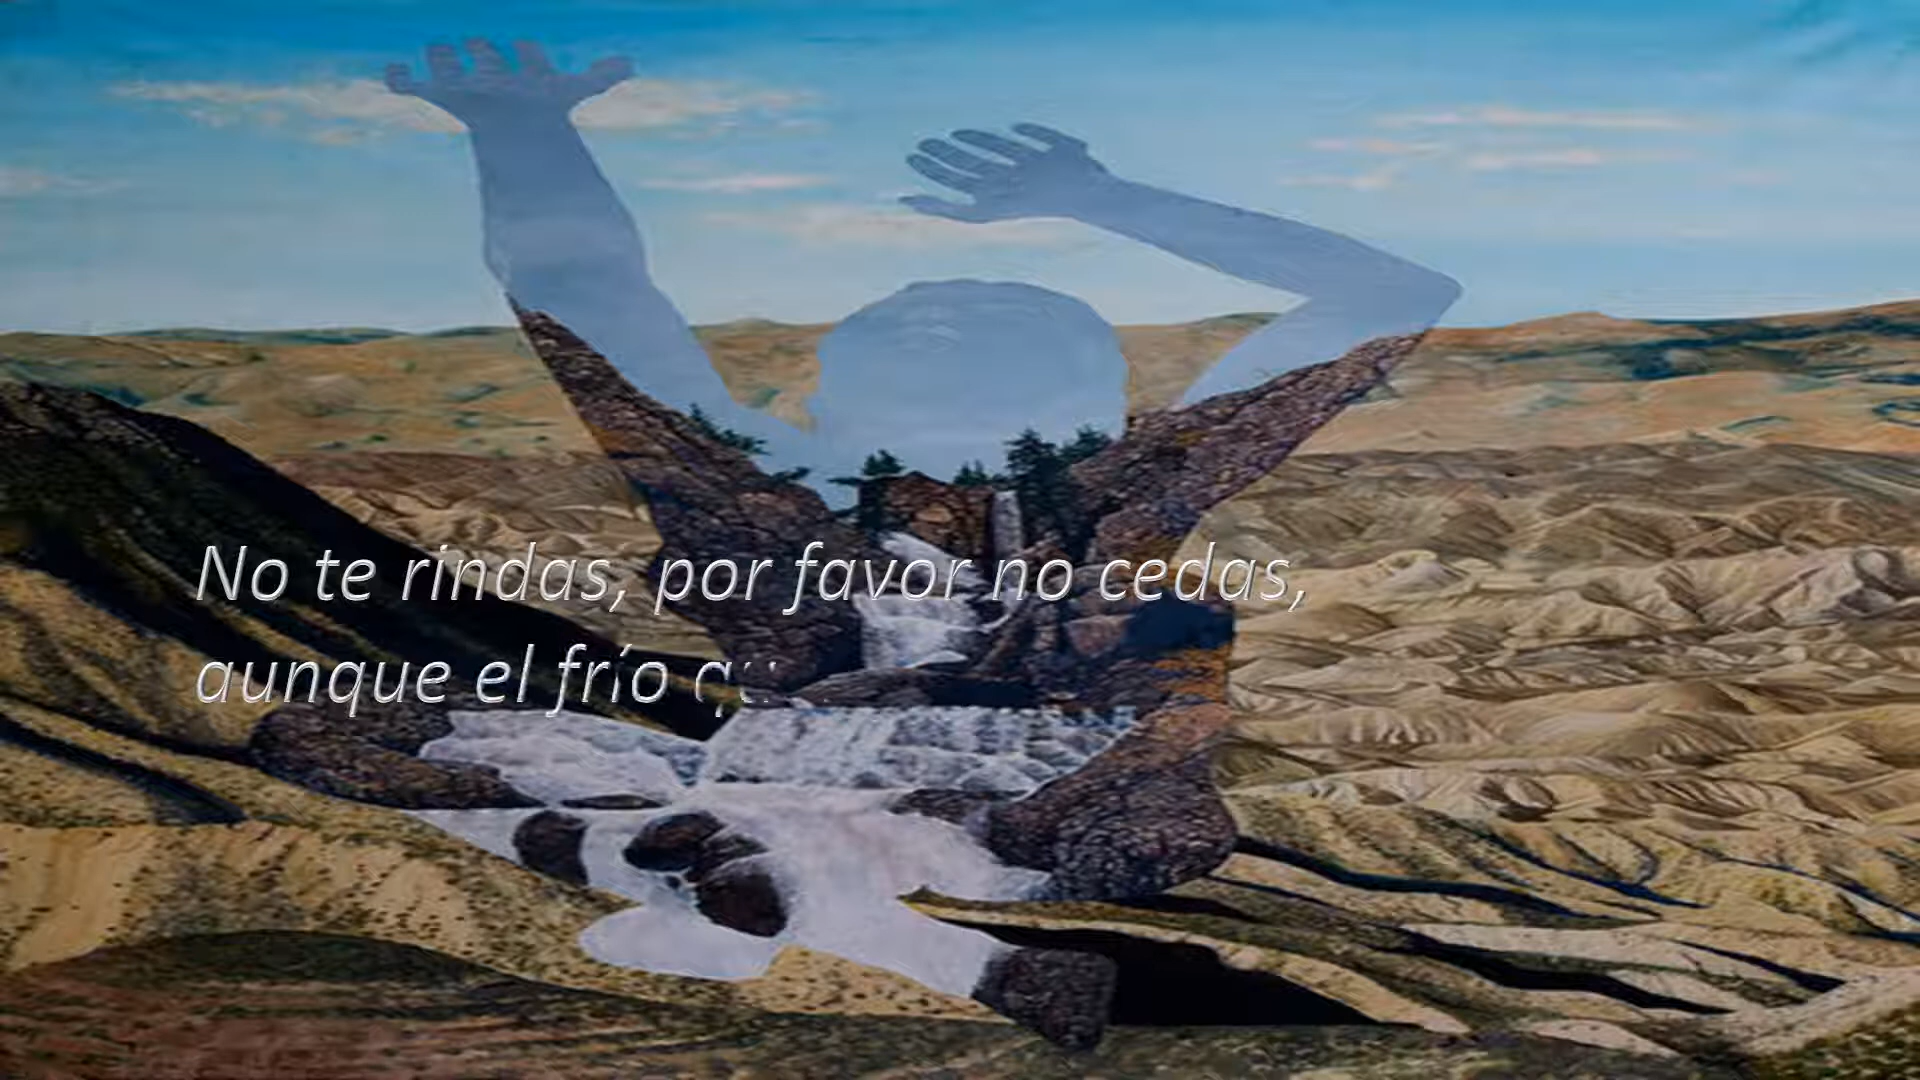 No te rindas, por favor no cedas,
aunque el frío